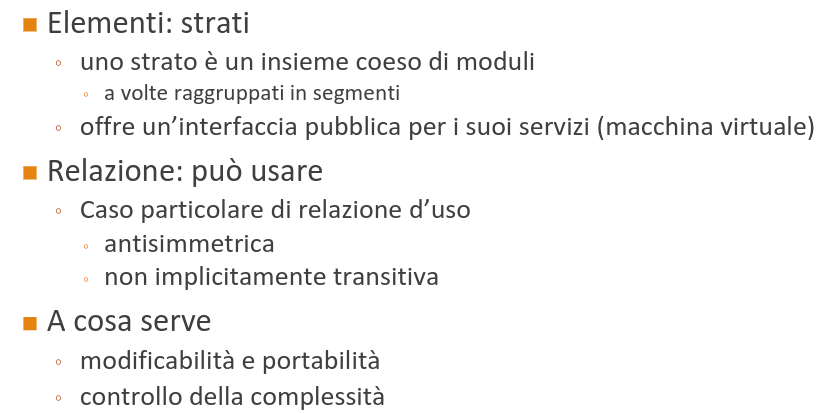 Elementi: strati
uno strato è un insieme coeso di moduli
a volte raggruppati in segmenti
offre un’interfaccia pubblica per i suoi servizi (macchina virtuale)
Relazione: può usare
Caso particolare di relazione d’uso
antisimmetrica
non implicitamente transitiva
A cosa serve
modificabilità e portabilità
controllo della complessità